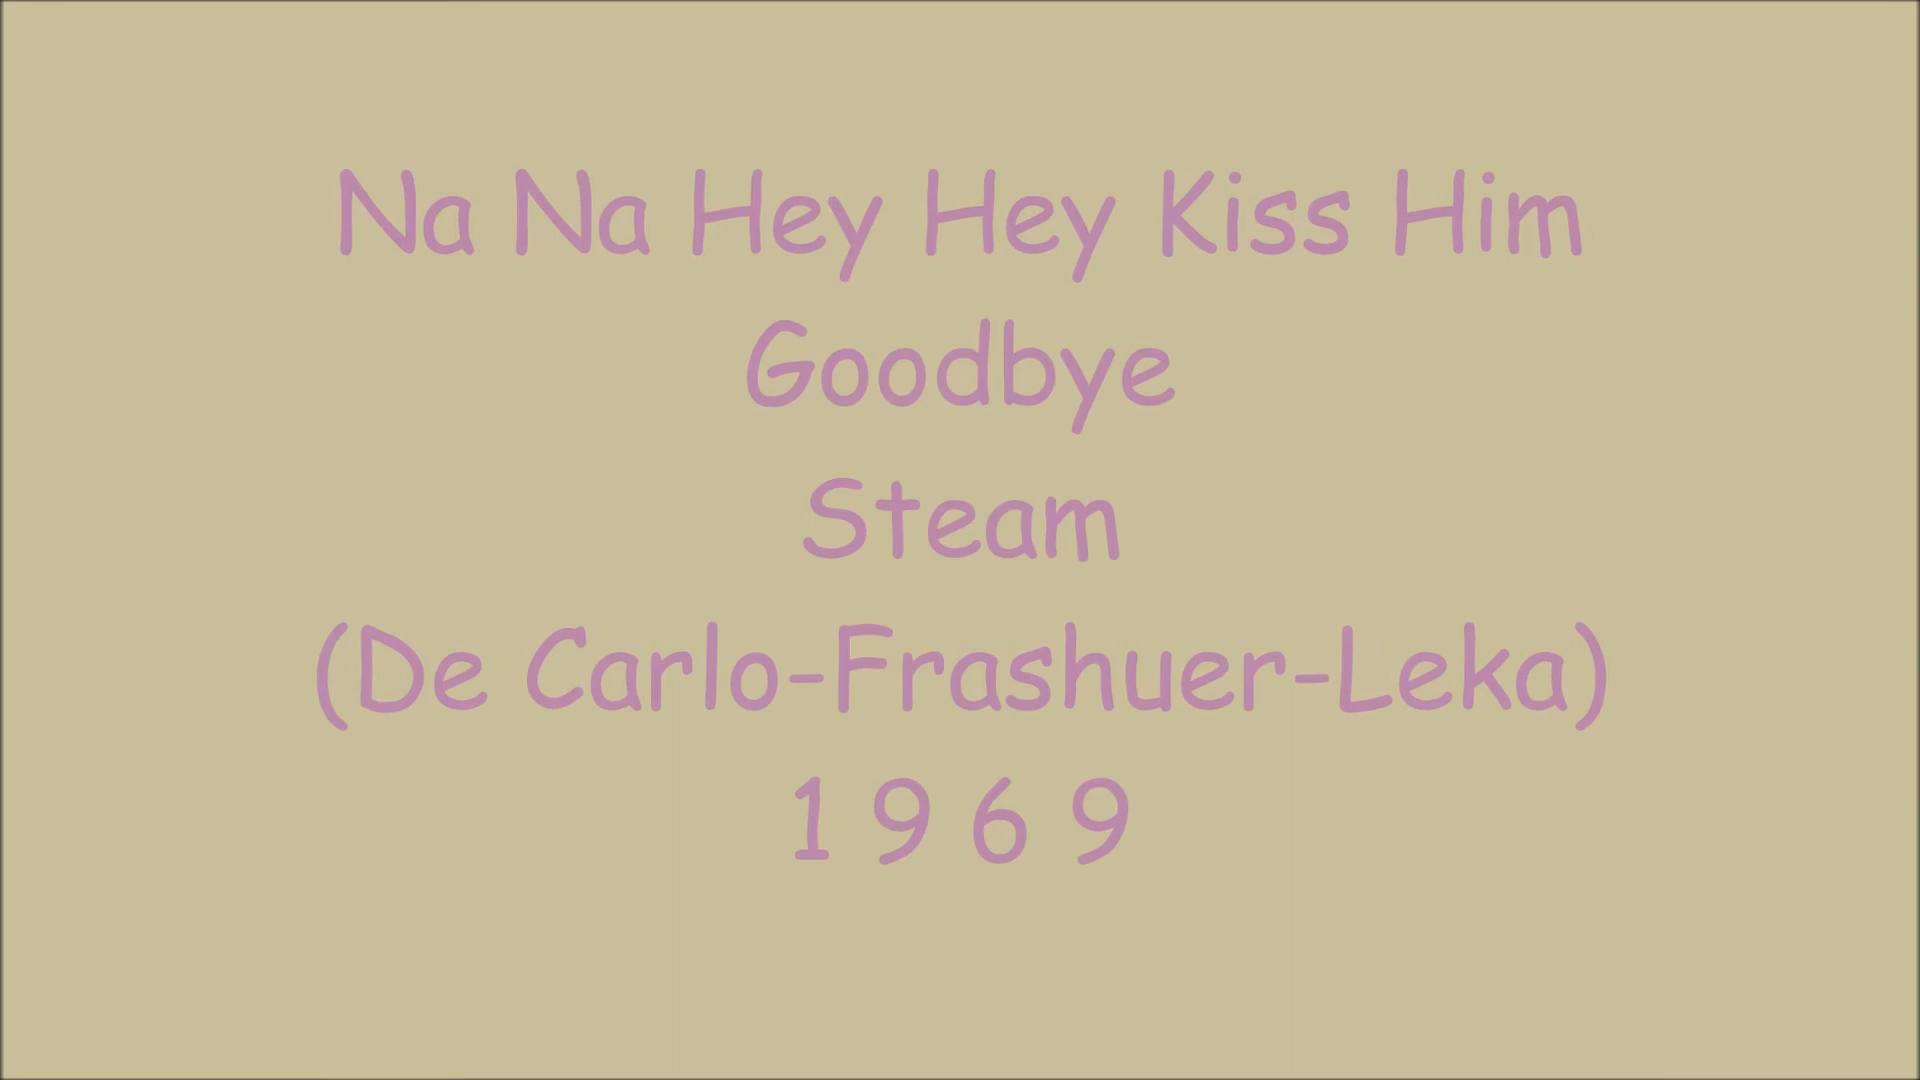 Na Na Hey Hey Kiss Him
Goodbye
Steam
(De Carlo-Frashuer-Leka)
1 9 6 9